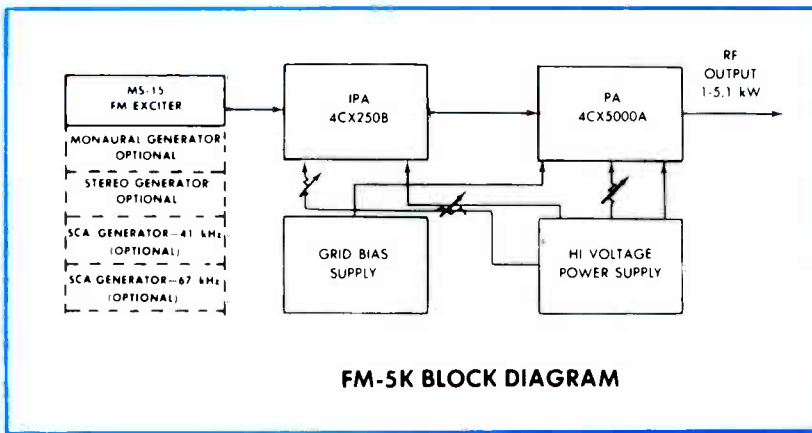 MS-15
FM EXCITER
MONAURAL GENERATOR
OPTIONAL
STEREO GENERATOR
OPTIONAL
SCA GENERATOR—41 kHz
(OPTIONAL)
SCA GENERATOR—67 kHz
(OPTIONAL)
IPA
4CX250B
PA
4CX5000A
RF
OUTPUT
1-5.1 kW
GRID BIAS
SUPPLY
HI VOLTAGE
POWER SUPPLY
FM-5K BLOCK DIAGRAM